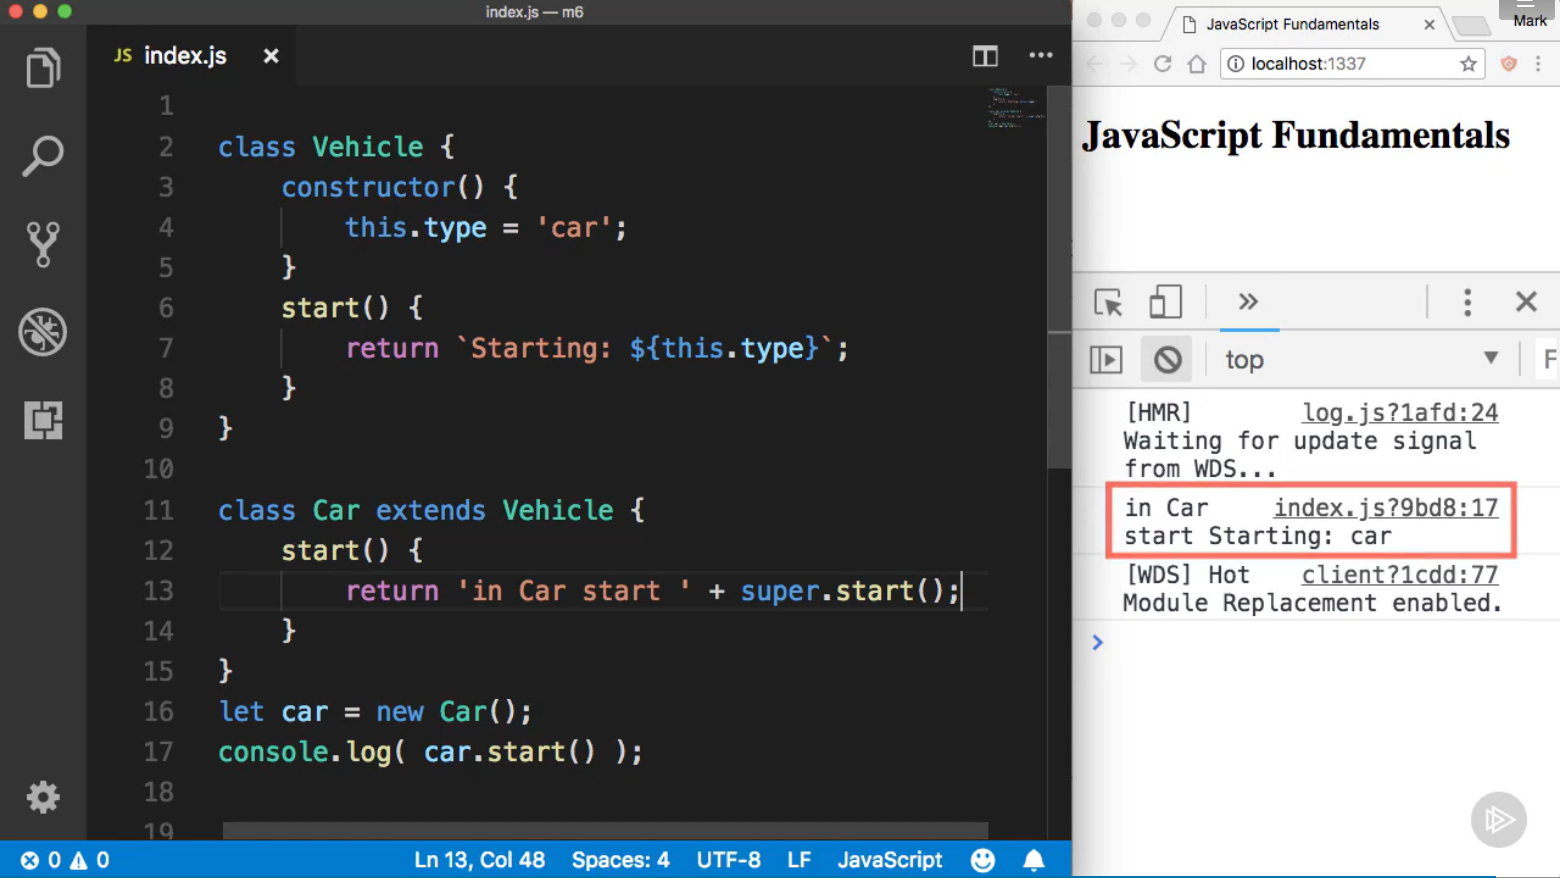 index.js — m6
JS index.js
1
2 class Vehicle {
3 constructor() {
4 this.type = 'car';
5 }
6 start() {
7 return `Starting: ${this.type}`;
8 }
9 }
10
11 class Car extends Vehicle {
12 start() {
13 return 'in Car start ' + super.start();
14 }
15 }
16 let car = new Car();
17 console.log( car.start() );
18
19
0 0 Ln 13, Col 48 Spaces: 4 UTF-8 LF JavaScript
JavaScript Fundamentals
Mark
localhost:1337
JavaScript Fundamentals
top
F
[HMR] log.js?1afd:24
Waiting for update signal
from WDS...
in Car index.js?9bd8:17
start Starting: car
[WDS] Hot client?1cdd:77
Module Replacement enabled.